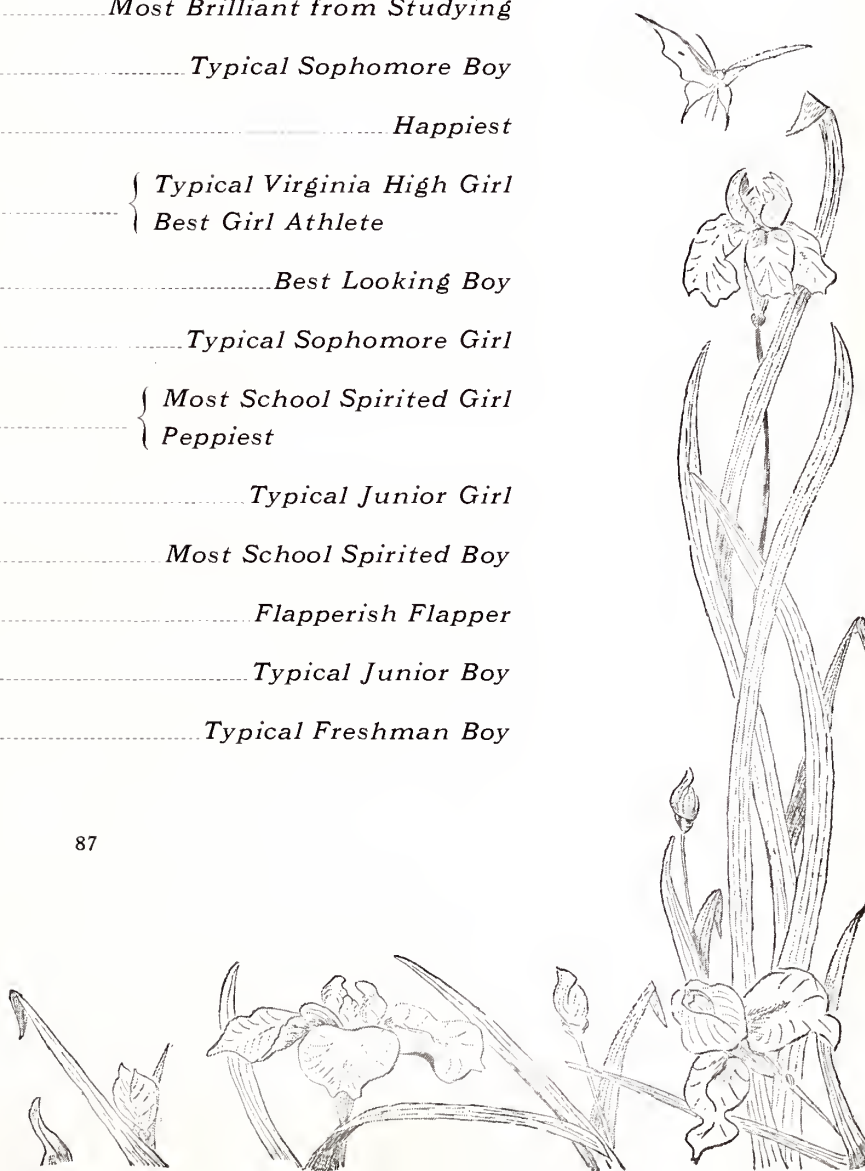 Most Brilliant from Studying
Typical Sophomore Boy
Happiest
Typical Virginia High Girl
Best Girl Athlete
Best Looking Boy
Typical Sophomore Girl
Most School Spirited Girl
Peppiest
Typical Junior Girl
Most School Spirited Boy
Flapperish Flapper
Typical Junior Boy
Typical Freshman Boy
87